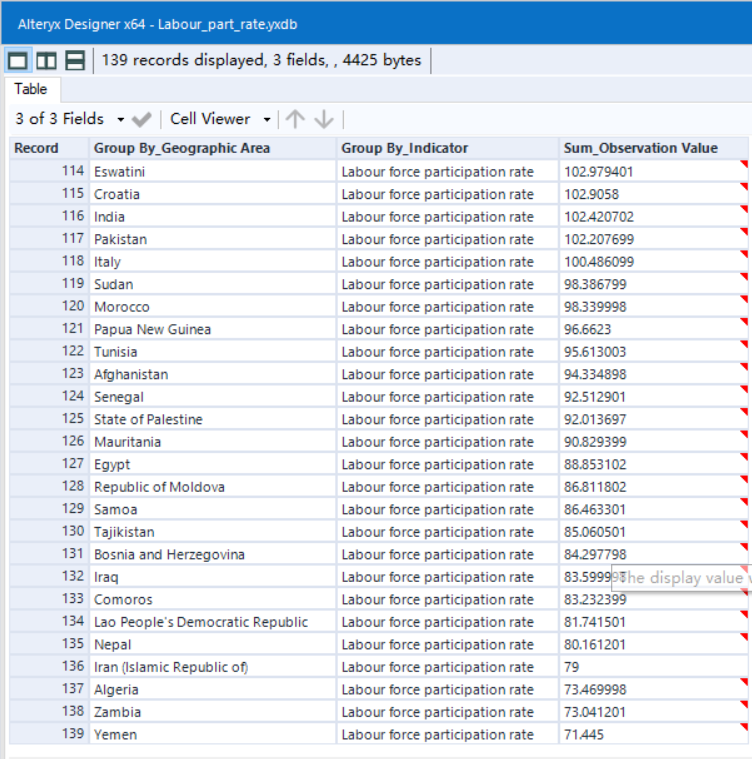 Alteryx Designer x64 - Labour_part_rate.yxdb
139 records displayed, 3 fields, , 4425 bytes
Table
3 of 3 Fields Cell Viewer
Record Group By_Geographic Area Group By_Indicator Sum_Observation Value
114 Eswatini Labour force participation rate 102.979401
115 Croatia Labour force participation rate 102.9058
116 India Labour force participation rate 102.420702
117 Pakistan Labour force participation rate 102.207699
118 Italy Labour force participation rate 100.486099
119 Sudan Labour force participation rate 98.386799
120 Morocco Labour force participation rate 98.339998
121 Papua New Guinea Labour force participation rate 96.6623
122 Tunisia Labour force participation rate 95.613003
123 Afghanistan Labour force participation rate 94.334898
124 Senegal Labour force participation rate 92.512901
125 State of Palestine Labour force participation rate 92.013697
126 Mauritania Labour force participation rate 90.829399
127 Egypt Labour force participation rate 88.853102
128 Republic of Moldova Labour force participation rate 86.811802
129 Samoa Labour force participation rate 86.463301
130 Tajikistan Labour force participation rate 85.060501
131 Bosnia and Herzegovina Labour force participation rate 84.297798
132 Iraq Labour force participation rate The display value
133 Comoros Labour force participation rate 83.232399
134 Lao People's Democratic Republic Labour force participation rate 81.741501
135 Nepal Labour force participation rate 80.161201
136 Iran (Islamic Republic of) Labour force participation rate 79
137 Algeria Labour force participation rate 73.469998
138 Zambia Labour force participation rate 73.041201
139 Yemen Labour force participation rate 71.445